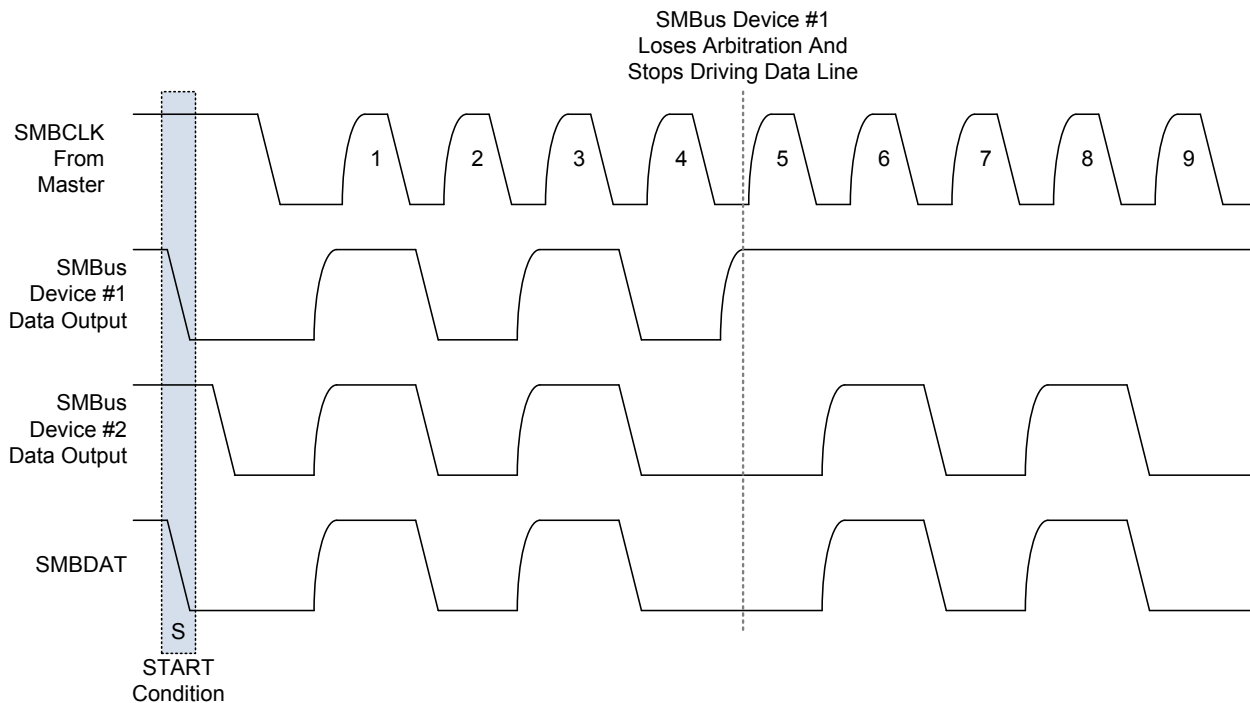 SMBus Device #1
Loses Arbitration And
Stops Driving Data Line
SMBCLK
From
Master
1 2 3 4 5 6 7 8 9
SMBus
Device #1
Data Output
SMBus
Device #2
Data Output
SMBDAT
S
START
Condition